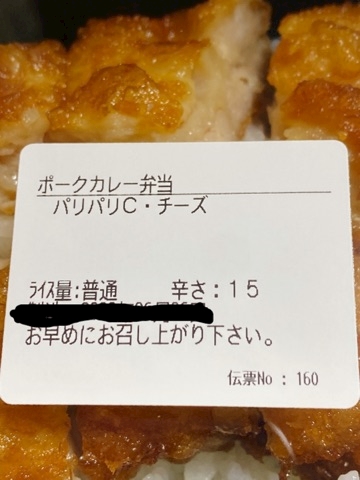 ポークカレー弁当
パリパリC・チーズ
ﾗｲｽ量:普通 辛さ:15
お早めにお召し上がり下さい。
伝票No : 160